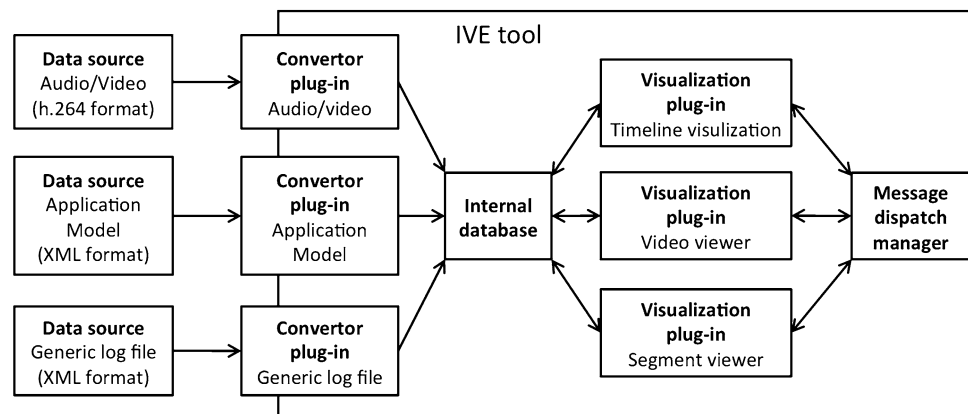 IVE tool
Data source
Audio/Video
(h.264 format)
Convertor
plug-in
Audio/video
Data source
Application
Model
(XML format)
Convertor
plug-in
Application
Model
Data source
Generic log file
(XML format)
Convertor
plug-in
Generic log file
Internal
database
Visualization
plug-in
Timeline visulization
Visualization
plug-in
Video viewer
Visualization
plug-in
Segment viewer
Message
dispatch
manager